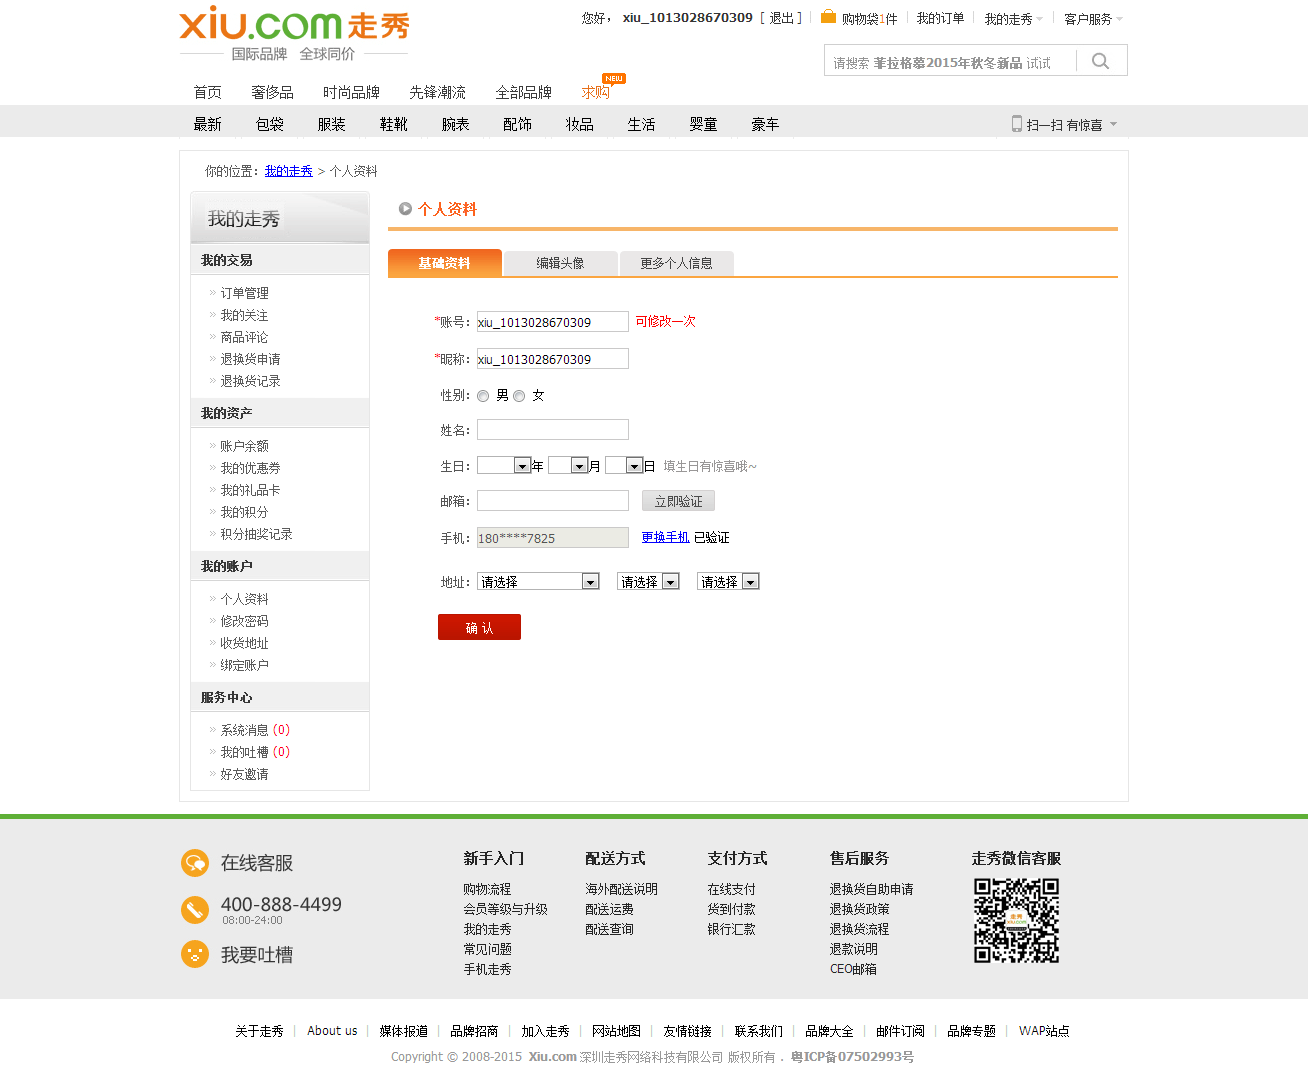 xiu.com走秀
国际品牌 全球同价
您好， xiu_1013028670309 [ 退出 ] 购物袋1件 我的订单 我的走秀 客户服务
请搜索 菲拉格慕2015年秋冬新品 试试
首页 奢侈品 时尚品牌 先锋潮流 全部品牌 求购 NEW
最新 包袋 服装 鞋靴 腕表 配饰 妆品 生活 婴童 豪车 扫一扫 有惊喜
你的位置：我的走秀 > 个人资料
我的走秀
我的交易
» 订单管理
» 我的关注
» 商品评论
» 退换货申请
» 退换货记录
我的资产
» 账户余额
» 我的优惠券
» 我的礼品卡
» 我的积分
» 积分抽奖记录
我的账户
» 个人资料
» 修改密码
» 收货地址
» 绑定账户
服务中心
» 系统消息 (0)
» 我的吐槽 (0)
» 好友邀请
个人资料
基础资料 编辑头像 更多个人信息
*账号：xiu_1013028670309 可修改一次
*昵称：xiu_1013028670309
性别： 男 女
姓名：
生日： 年 月 日 填生日有惊喜哦~
邮箱： 立即验证
手机：180****7825 更换手机 已验证
地址：请选择 请选择 请选择
确 认
在线客服
400-888-4499
08:00-24:00
我要吐槽
新手入门
购物流程
会员等级与升级
我的走秀
常见问题
手机走秀
配送方式
海外配送说明
配送运费
配送查询
支付方式
在线支付
货到付款
银行汇款
售后服务
退换货自助申请
退换货政策
退换货流程
退款说明
CEO邮箱
走秀微信客服
走秀
xiu.com
关于走秀 | About us | 媒体报道 | 品牌招商 | 加入走秀 | 网站地图 | 友情链接 | 联系我们 | 品牌大全 | 邮件订阅 | 品牌专题 | WAP站点
Copyright © 2008-2015 Xiu.com 深圳走秀网络科技有限公司 版权所有 . 粤ICP备07502993号